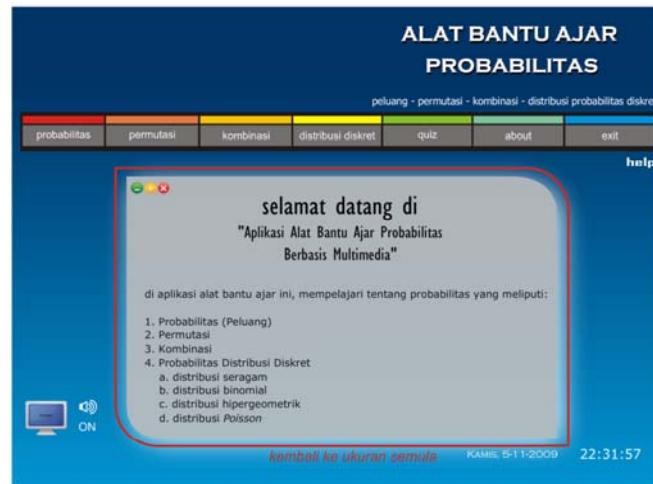 ALAT BANTU AJAR
PROBABILITAS
peluang - permutasi - kombinasi - distribusi probabilitas diskre
probabilitas permutasi kombinasi distribusi diskret quiz about exit
help
selamat datang di
"Aplikasi Alat Bantu Ajar Probabilitas
Berbasis Multimedia"
di aplikasi alat bantu ajar ini, mempelajari tentang probabilitas yang meliputi:
1. Probabilitas (Peluang)
2. Permutasi
3. Kombinasi
4. Probabilitas Distribusi Diskret
a. distribusi seragam
b. distribusi binomial
c. distribusi hipergeometrik
d. distribusi Poisson
ON
kembali ke ukuran semula
KAMIS, 5-11-2009 22:31:57